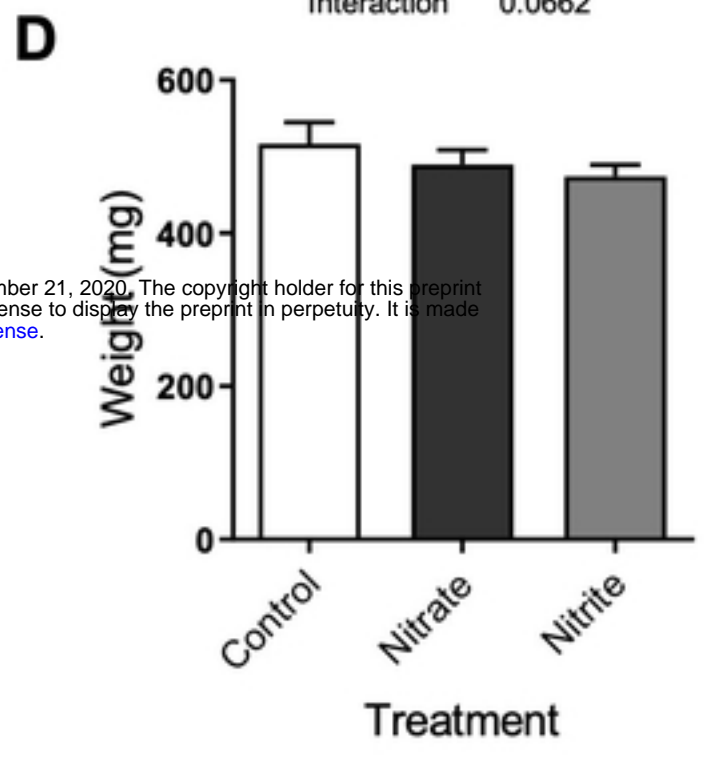 Interaction 0.0662
D
600
400
200
0
Weight (mg)
mber 21, 2020. The copyright holder for this preprint
ense to display the preprint in perpetuity. It is made
ense.
Control
Nitrate
Nitrite
Treatment